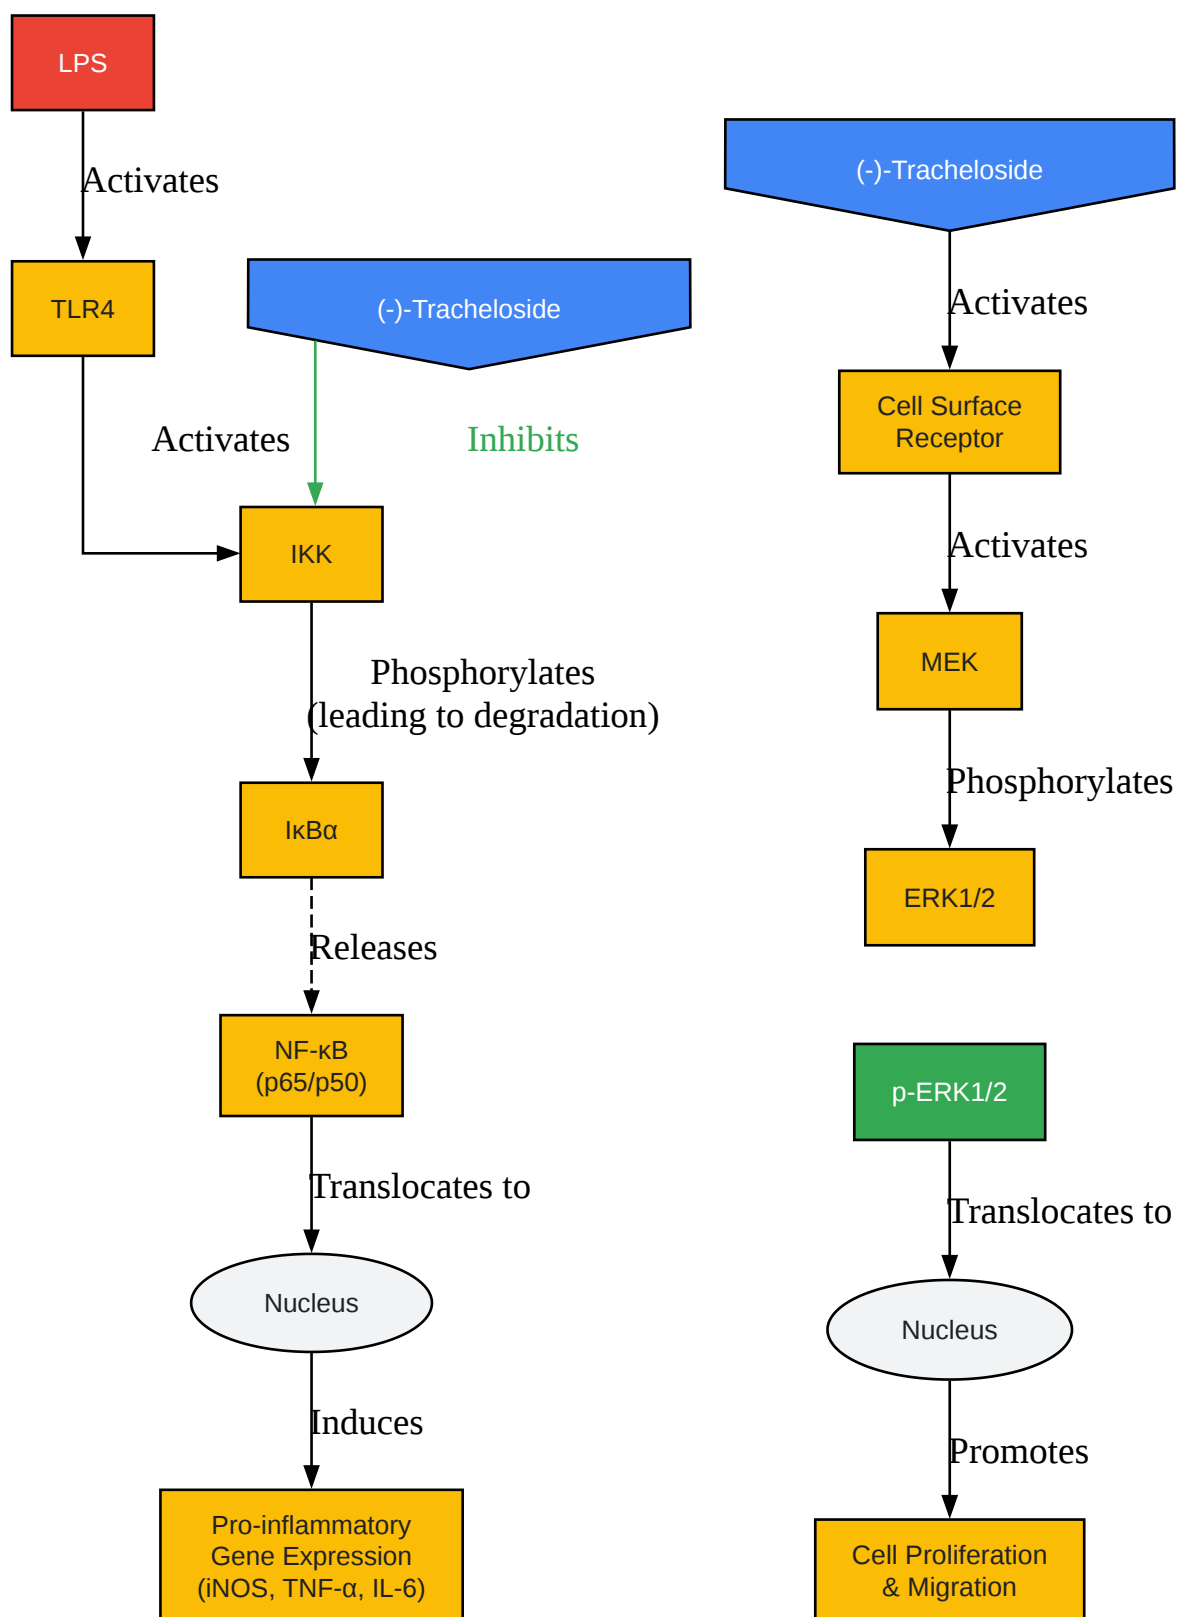 LPS
Activates
TLR4
(-)-Tracheloside
Activates
Inhibits
IKK
Phosphorylates
(leading to degradation)
IκBα
Releases
NF-κB
(p65/p50)
Translocates to
Nucleus
Induces
Pro-inflammatory
Gene Expression
(iNOS, TNF-α, IL-6)
(-)-Tracheloside
Activates
Cell Surface
Receptor
Activates
MEK
Phosphorylates
ERK1/2
p-ERK1/2
Translocates to
Nucleus
Promotes
Cell Proliferation
& Migration